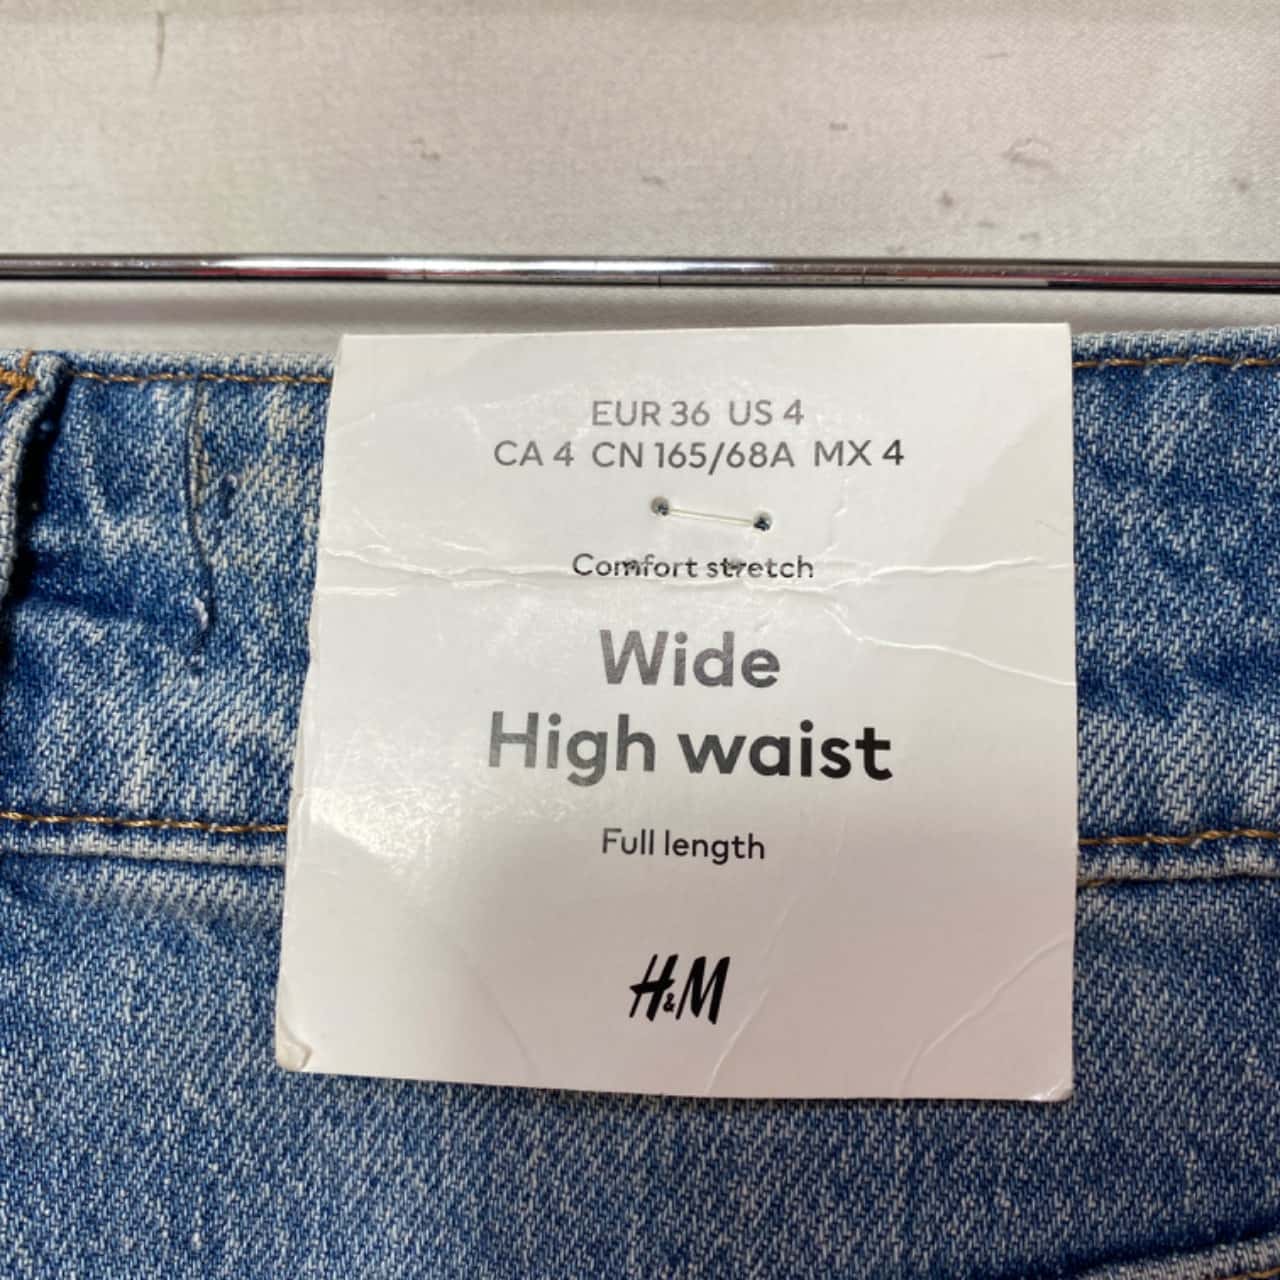 EUR 36 US 4
CA 4 CN 165/68A MX 4
Comfort stretch
Wide
High waist
Full length
H&M